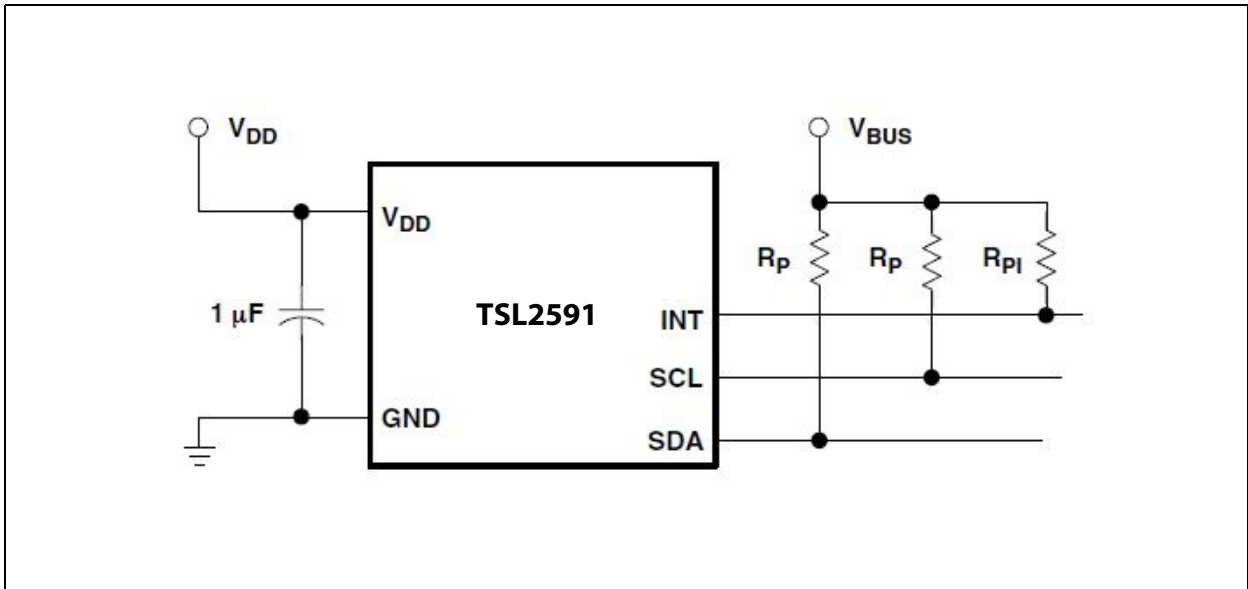 VDD
VBUS
VDD
RP
RP
RPI
1 μF
TSL2591
INT
SCL
GND
SDA